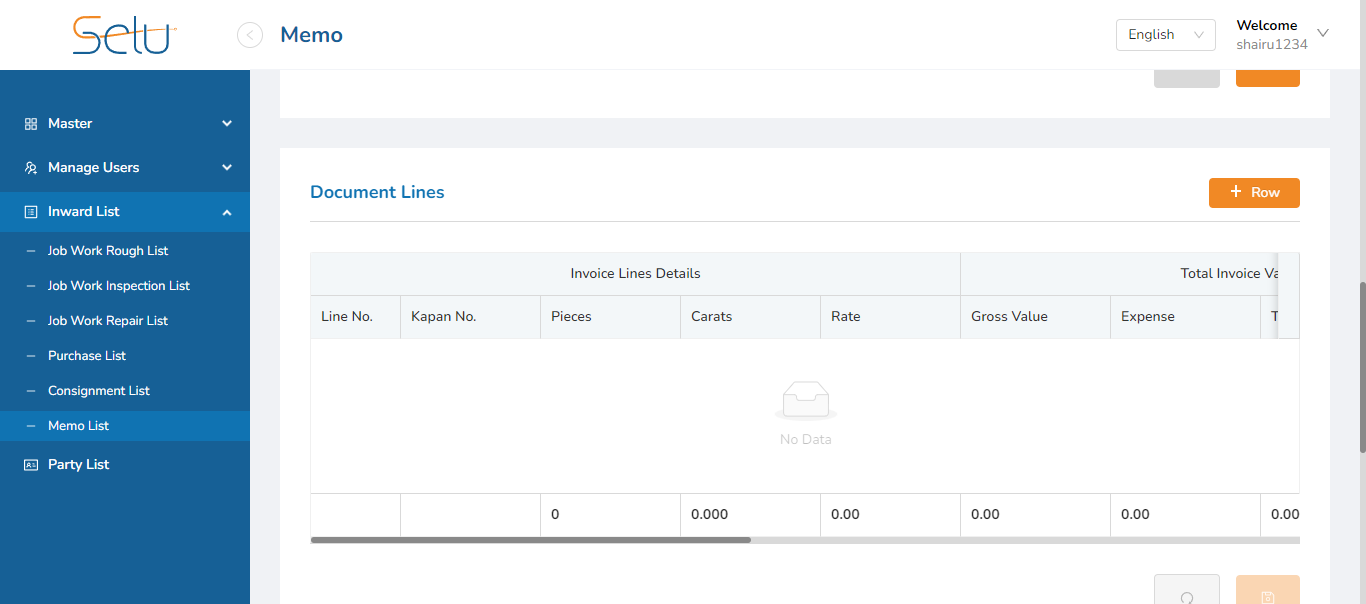 Selu
Memo
English
Welcome
shairu1234
Master
Manage Users
Inward List
Job Work Rough List
Job Work Inspection List
Job Work Repair List
Purchase List
Consignment List
Memo List
Party List
Document Lines
+ Row
Invoice Lines Details
Total Invoice Va
Line No. Kapan No. Pieces Carats Rate Gross Value Expense T
No Data
0 0.000 0.00 0.00 0.00 0.00